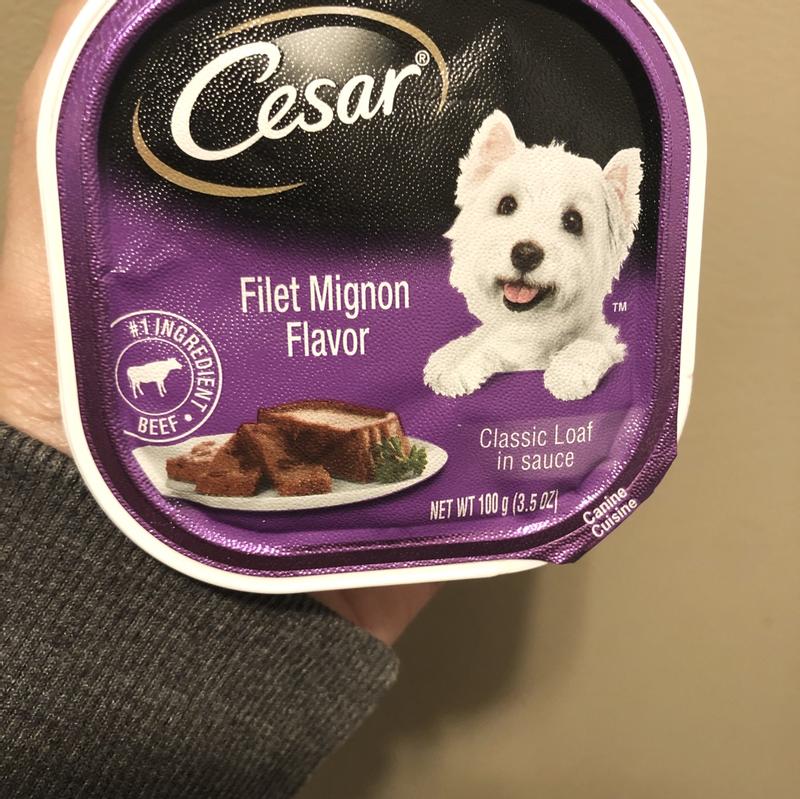 Cesar®
Filet Mignon
Flavor
#1 INGREDIENT
BEEF •
TM
Classic Loaf
in sauce
NET WT 100 g (3.5 OZ)
Canine
Cuisine